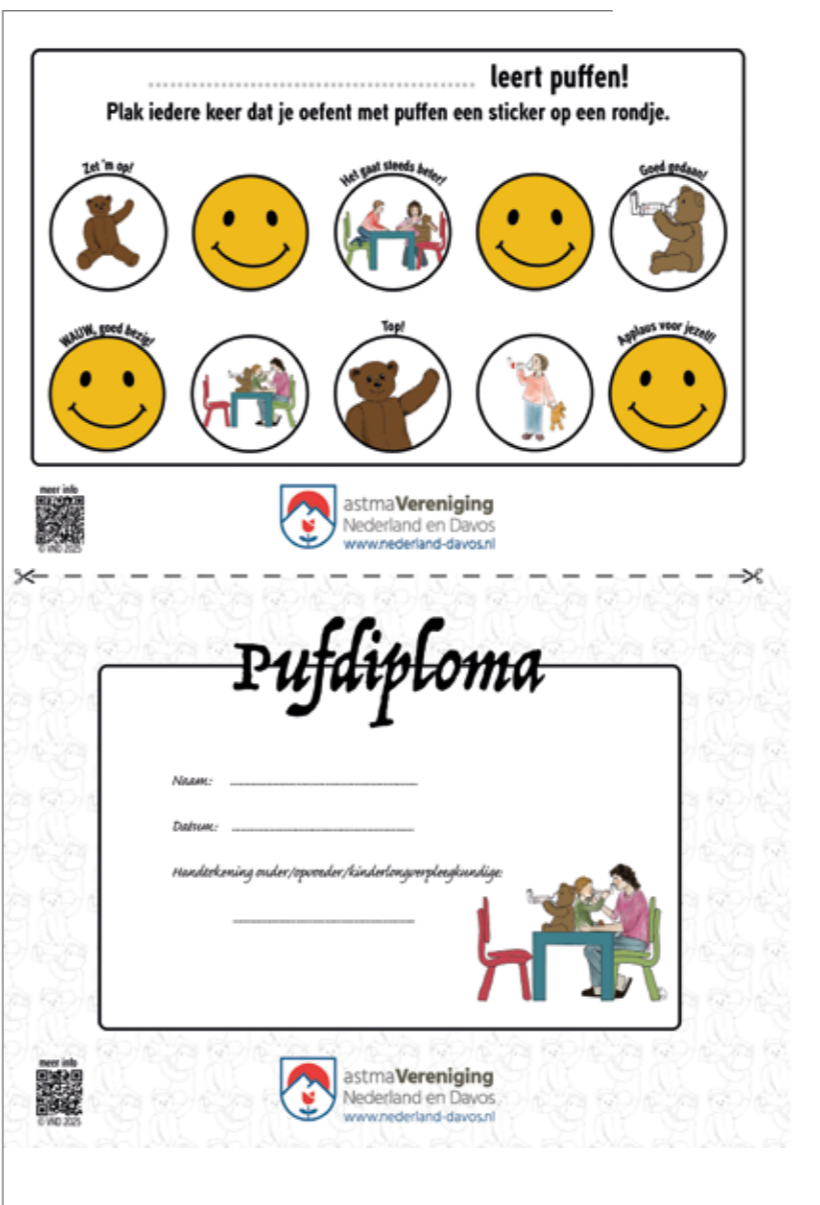 leert puffen!
Plak iedere keer dat je oefent met puffen een sticker op een rondje.
Zet 'm op!
Het gaat steeds beter!
Goed gedaan!
WAUW, goed bezig!
Top!
Applaus voor jezelf!
meer info
© VND 2025
astmaVereniging
Nederland en Davos
www.nederland-davos.nl
Pufdiploma
Naam:
Datum:
Handtekening ouder/opvoeder/kinderlongverpleegkundige:
meer info
© VND 2025
astmaVereniging
Nederland en Davos
www.nederland-davos.nl